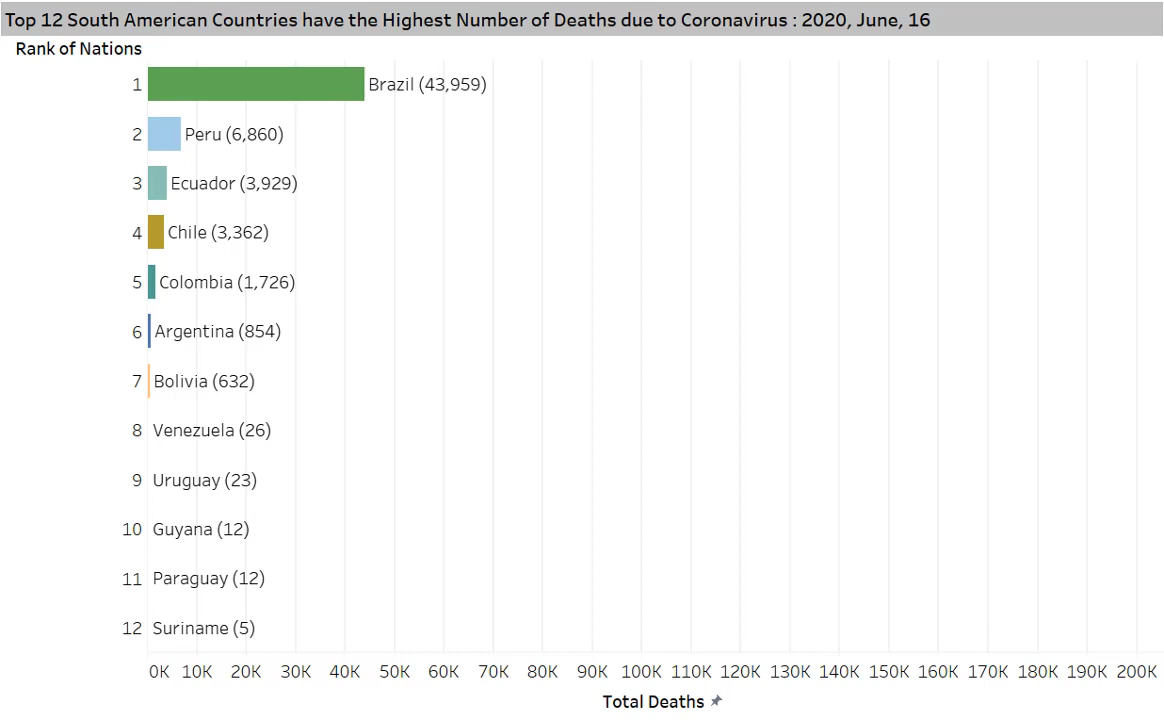 Top 12 South American Countries have the Highest Number of Deaths due to Coronavirus : 2020, June, 16
Rank of Nations
1 Brazil (43,959)
2 Peru (6,860)
3 Ecuador (3,929)
4 Chile (3,362)
5 Colombia (1,726)
6 Argentina (854)
7 Bolivia (632)
8 Venezuela (26)
9 Uruguay (23)
10 Guyana (12)
11 Paraguay (12)
12 Suriname (5)
0K 10K 20K 30K 40K 50K 60K 70K 80K 90K 100K 110K 120K 130K 140K 150K 160K 170K 180K 190K 200K
Total Deaths